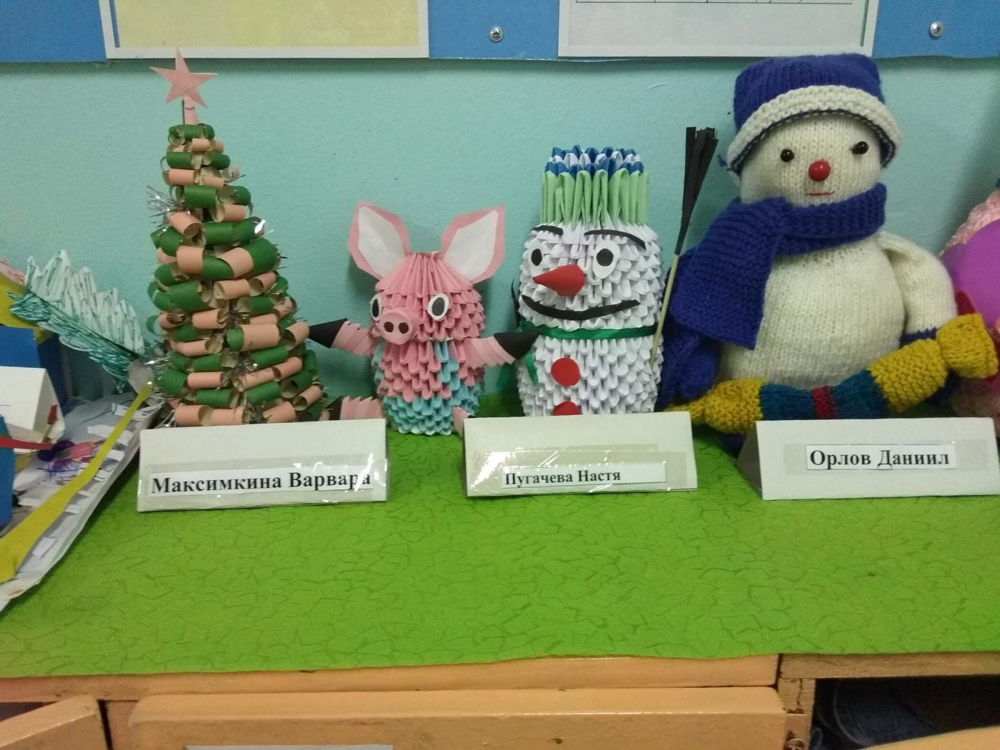 Максимкина Варвара
Пугачева Настя
Орлов Даниил